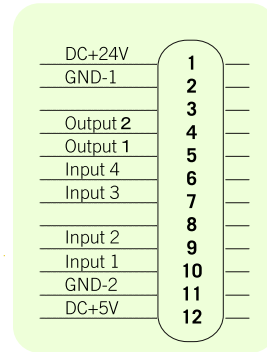 DC+24V 1
GND-1 2
3
Output 2 4
Output 1 5
Input 4 6
Input 3 7
8
Input 2 9
Input 1 10
GND-2 11
DC+5V 12